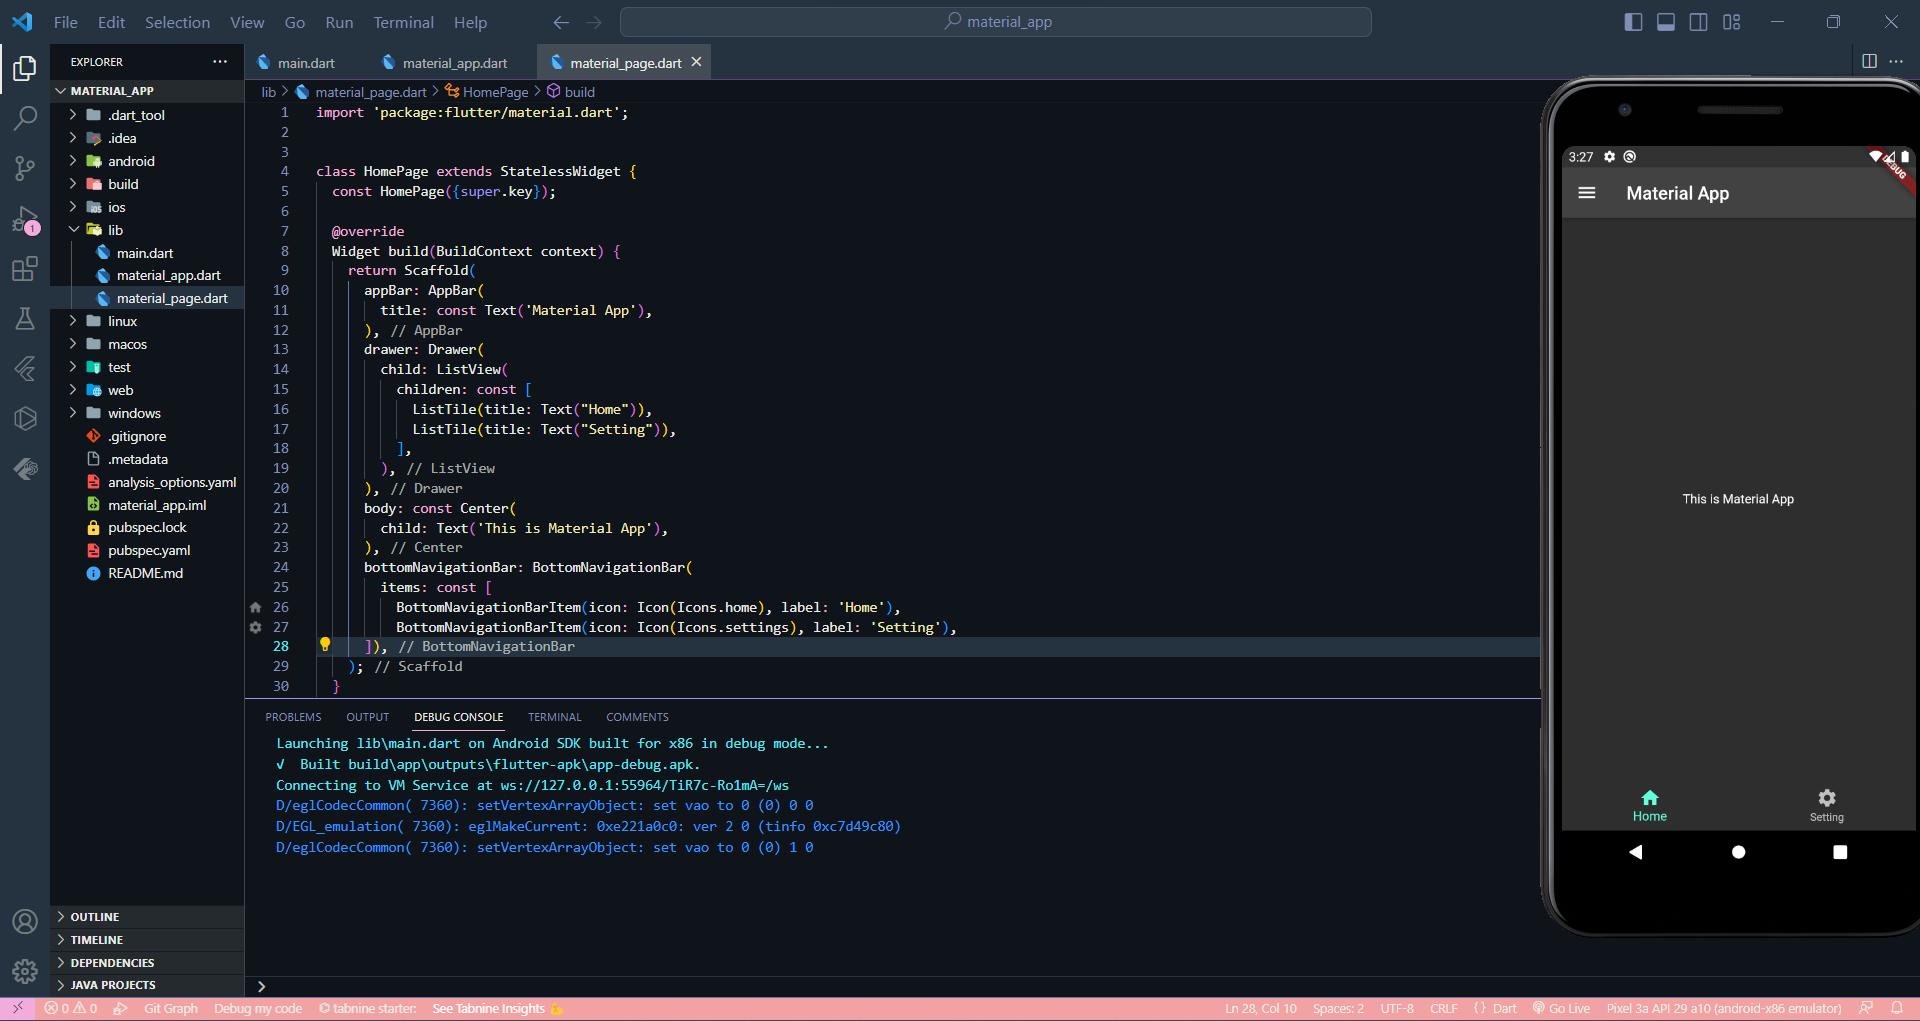 File Edit Selection View Go Run Terminal Help
material_app
EXPLORER
main.dart
material_app.dart
material_page.dart
MATERIAL_APP
.dart_tool
.idea
android
build
ios
lib
main.dart
material_app.dart
material_page.dart
linux
macos
test
web
windows
.gitignore
.metadata
analysis_options.yaml
material_app.iml
pubspec.lock
pubspec.yaml
README.md
OUTLINE
TIMELINE
DEPENDENCIES
JAVA PROJECTS
1
lib > material_page.dart > HomePage > build
1 import 'package:flutter/material.dart';
2
3
4 class HomePage extends StatelessWidget {
5 const HomePage({super.key});
6
7 @override
8 Widget build(BuildContext context) {
9 return Scaffold(
10 appBar: AppBar(
11 title: const Text('Material App'),
12 ), // AppBar
13 drawer: Drawer(
14 child: ListView(
15 children: const [
16 ListTile(title: Text("Home")),
17 ListTile(title: Text("Setting")),
18 ],
19 ), // ListView
20 ), // Drawer
21 body: const Center(
22 child: Text('This is Material App'),
23 ), // Center
24 bottomNavigationBar: BottomNavigationBar(
25 items: const [
26 BottomNavigationBarItem(icon: Icon(Icons.home), label: 'Home'),
27 BottomNavigationBarItem(icon: Icon(Icons.settings), label: 'Setting'),
28 ]), // BottomNavigationBar
29 ); // Scaffold
30 }
PROBLEMS OUTPUT DEBUG CONSOLE TERMINAL COMMENTS
Launching lib\main.dart on Android SDK built for x86 in debug mode...
√ Built build\app\outputs\flutter-apk\app-debug.apk.
Connecting to VM Service at ws://127.0.0.1:55964/TiR7c-Ro1mA=/ws
D/eglCodecCommon( 7360): setVertexArrayObject: set vao to 0 (0) 0 0
D/EGL_emulation( 7360): eglMakeCurrent: 0xe221a0c0: ver 2 0 (tinfo 0xc7d49c80)
D/eglCodecCommon( 7360): setVertexArrayObject: set vao to 0 (0) 1 0
3:27
DEBUG
Material App
This is Material App
Home
Setting
0 0 Git Graph Debug my code tabnine starter: See Tabnine Insights Ln 28, Col 10 Spaces: 2 UTF-8 CRLF { } Dart Go Live Pixel 3a API 29 a10 (android-x86 emulator)